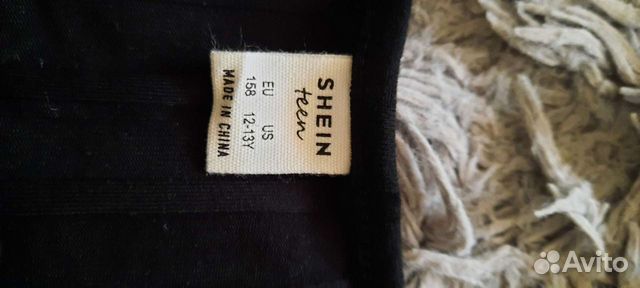 SHEIN
teen
EU US
158 12-13Y
MADE IN CHINA
Avito